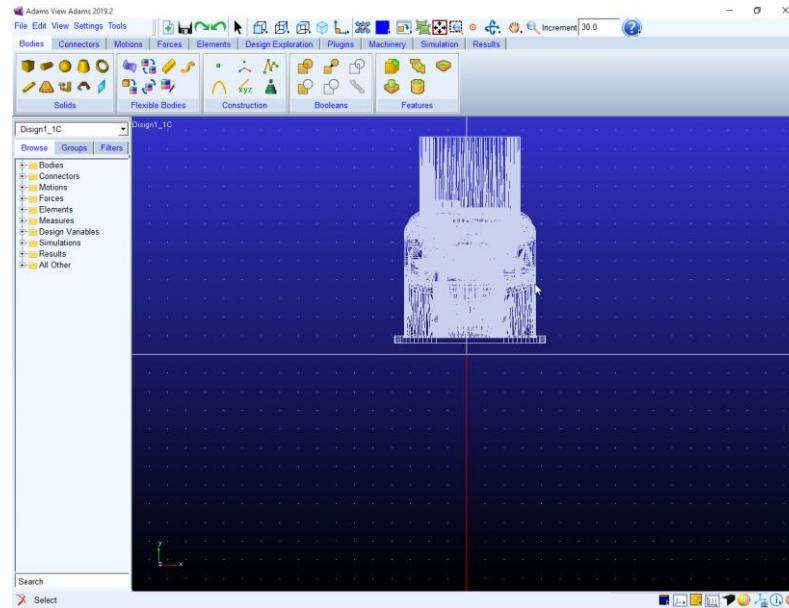 Adams View Adams 2019.2
File Edit View Settings Tools
Increment 30.0
Bodies Connectors Motions Forces Elements Design Exploration Plugins Machinery Simulation Results
xyz
Solids Flexible Bodies Construction Booleans Features
.Disign1_1C
Disign1_1C
Browse Groups Filters
Bodies
Connectors
Motions
Forces
Elements
Measures
Design Variables
Simulations
Results
All Other
y
x
Search
Select